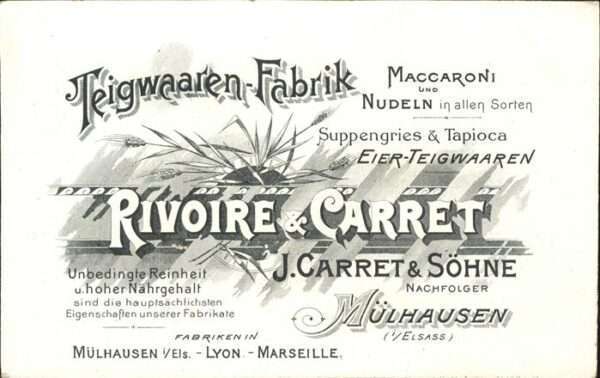 Teigwaaren-Fabrik
MACCARONI
UND
NUDELN in allen Sorten
Suppengries & Tapioca
EIER-TEIGWAAREN
RIVOIRE & CARRET
J. CARRET & SÖHNE
NACHFOLGER
MÜLHAUSEN
(i/ELSASS)
Unbedingte Reinheit
u. hoher Nährgehalt
sind die hauptsächlichsten
Eigenschaften unserer Fabrikate
FABRIKEN IN
MÜLHAUSEN i/Els. - LYON - MARSEILLE.